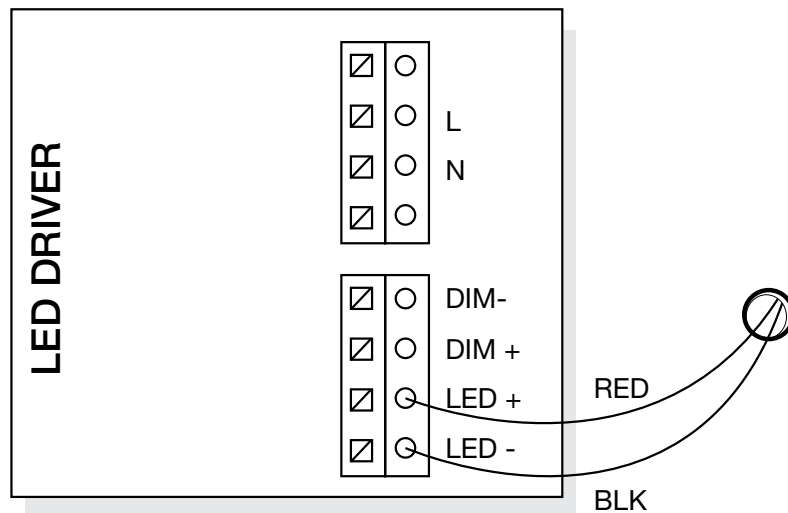 LED DRIVER
L
N
DIM-
DIM +
LED +
LED -
RED
BLK